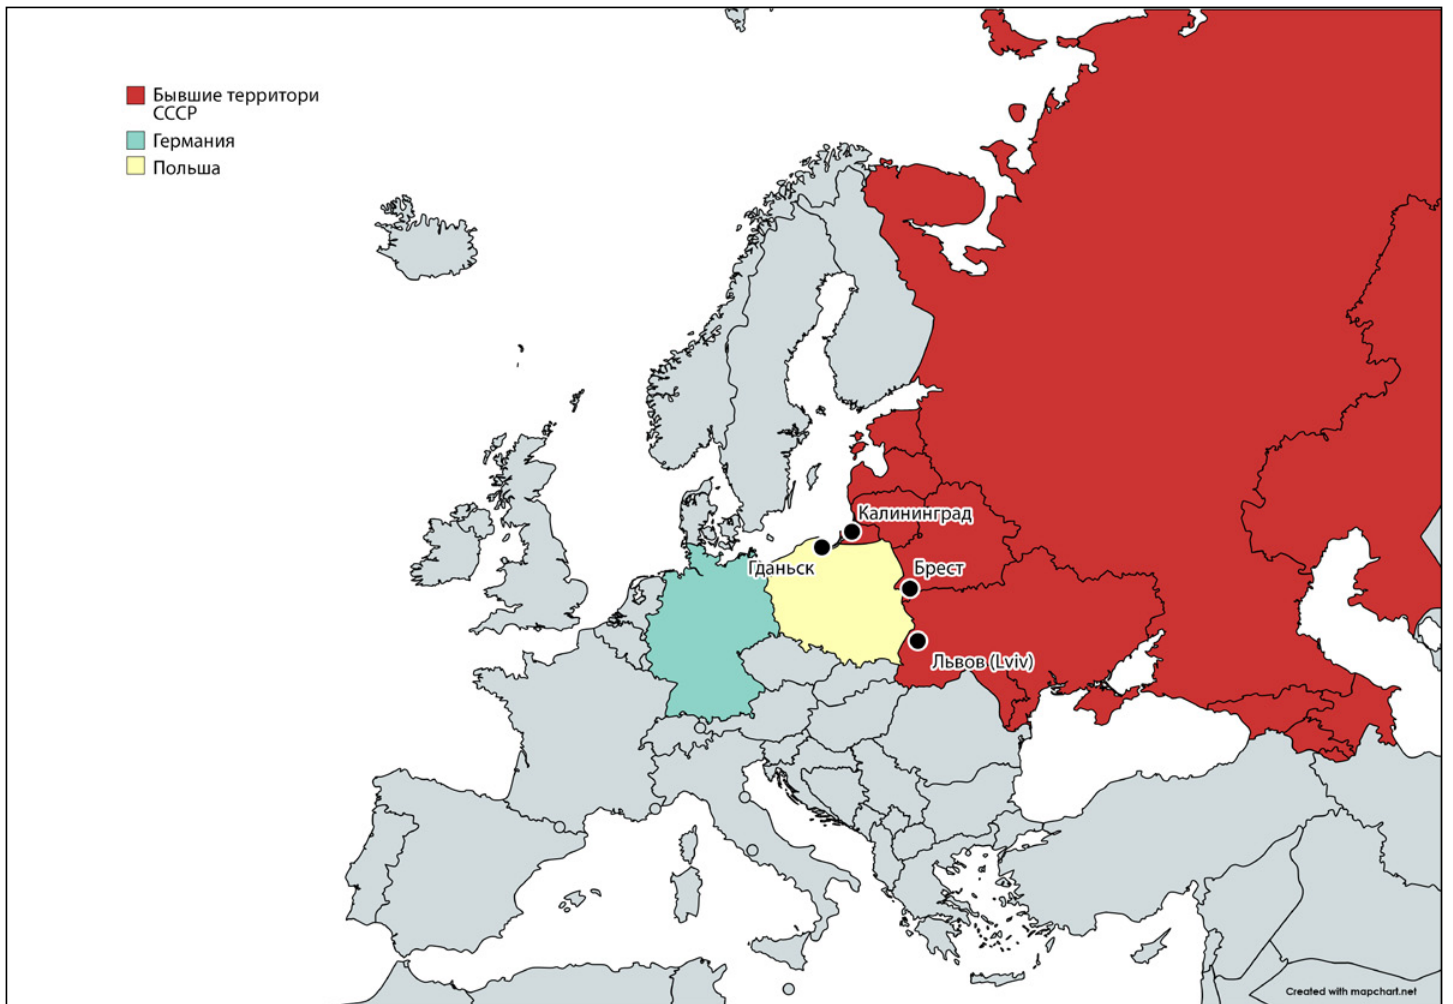 Бывшие территори
СССР
Германия
Польша
Калининград
Гданьск
Брест
Львов (Lviv)
Created with mapchart.net